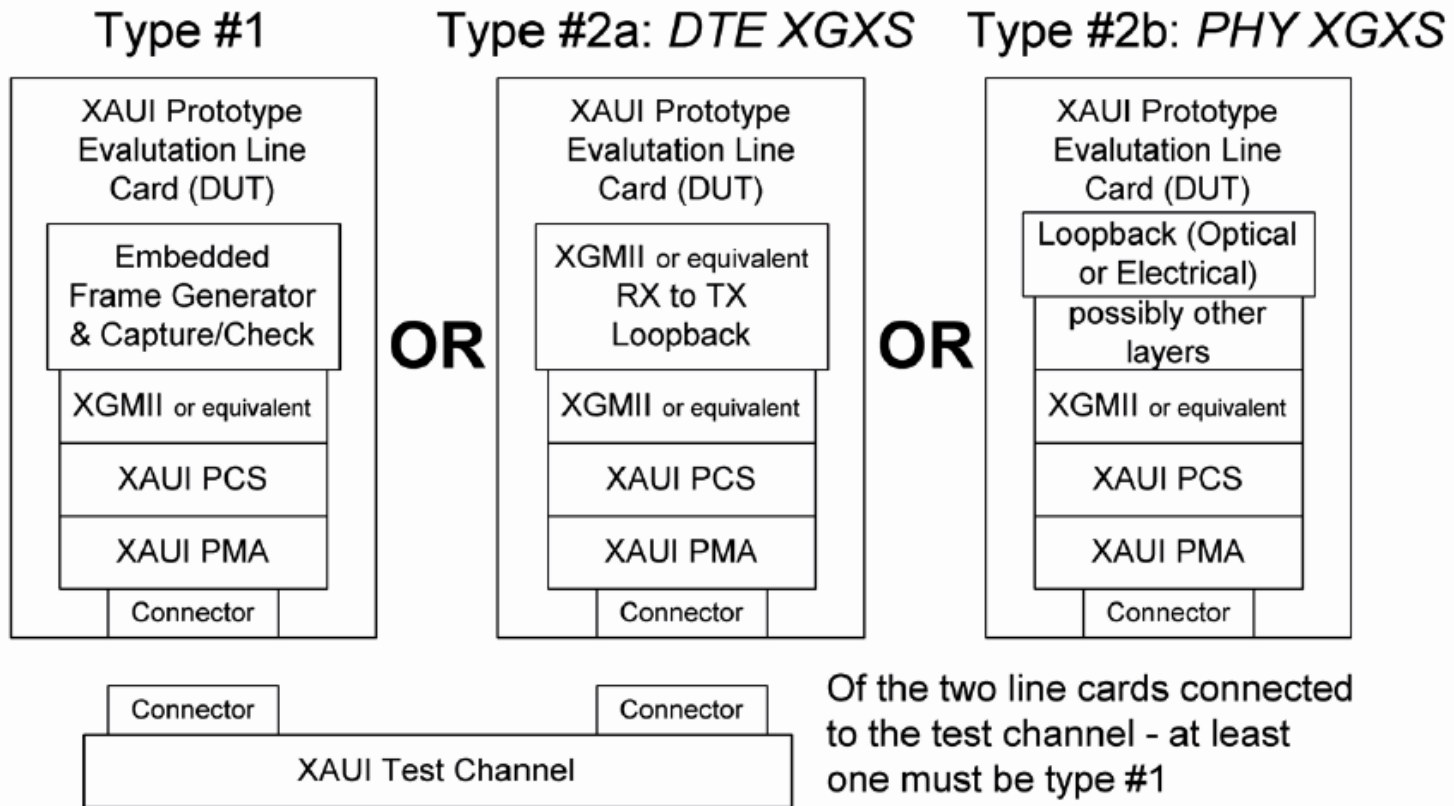 Type #1
Type #2a: DTE XGXS
Type #2b: PHY XGXS
XAUI Prototype
Evalutation Line
Card (DUT)
Embedded
Frame Generator
& Capture/Check
XGMII or equivalent
XAUI PCS
XAUI PMA
Connector
OR
XAUI Prototype
Evalutation Line
Card (DUT)
XGMII or equivalent
RX to TX
Loopback
XGMII or equivalent
XAUI PCS
XAUI PMA
Connector
OR
XAUI Prototype
Evalutation Line
Card (DUT)
Loopback (Optical
or Electrical)
possibly other
layers
XGMII or equivalent
XAUI PCS
XAUI PMA
Connector
Connector
Connector
XAUI Test Channel
Of the two line cards connected
to the test channel - at least
one must be type #1